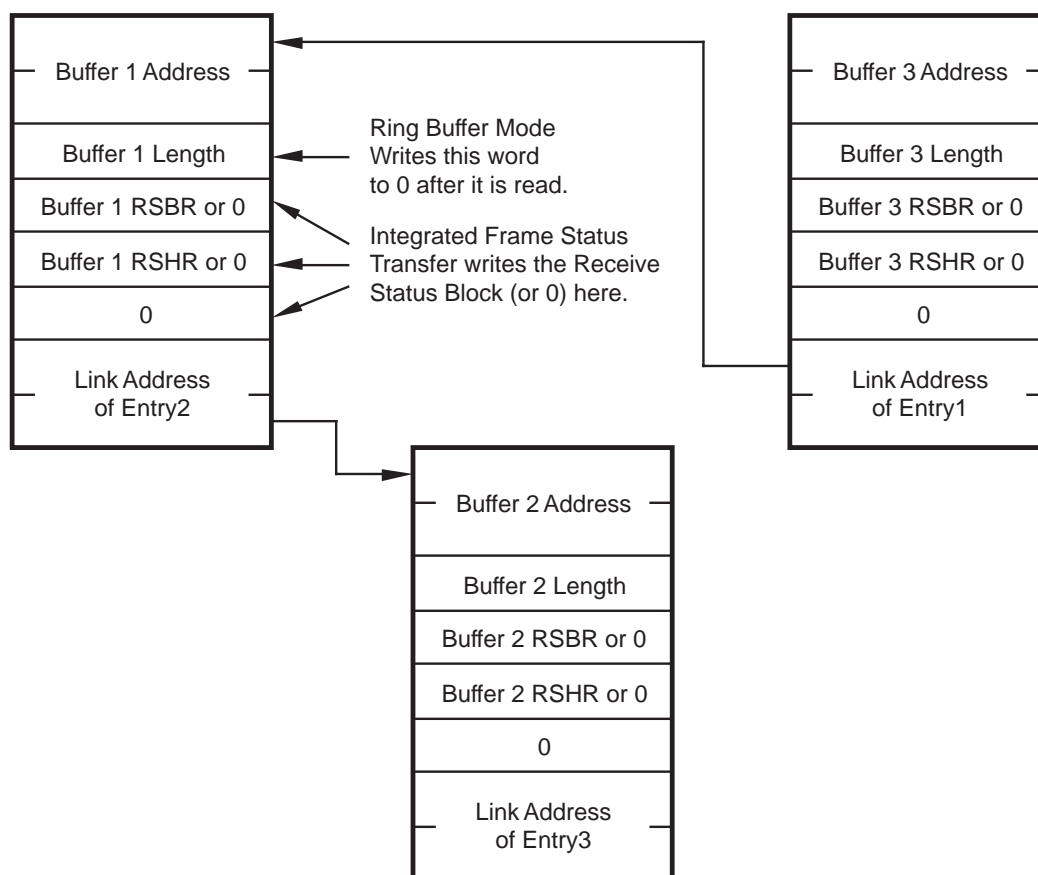 Buffer 1 Address
Buffer 1 Length
Buffer 1 RSBR or 0
Buffer 1 RSHR or 0
0
Link Address
of Entry2
Ring Buffer Mode
Writes this word
to 0 after it is read.
Integrated Frame Status
Transfer writes the Receive
Status Block (or 0) here.
Buffer 3 Address
Buffer 3 Length
Buffer 3 RSBR or 0
Buffer 3 RSHR or 0
0
Link Address
of Entry1
Buffer 2 Address
Buffer 2 Length
Buffer 2 RSBR or 0
Buffer 2 RSHR or 0
0
Link Address
of Entry3